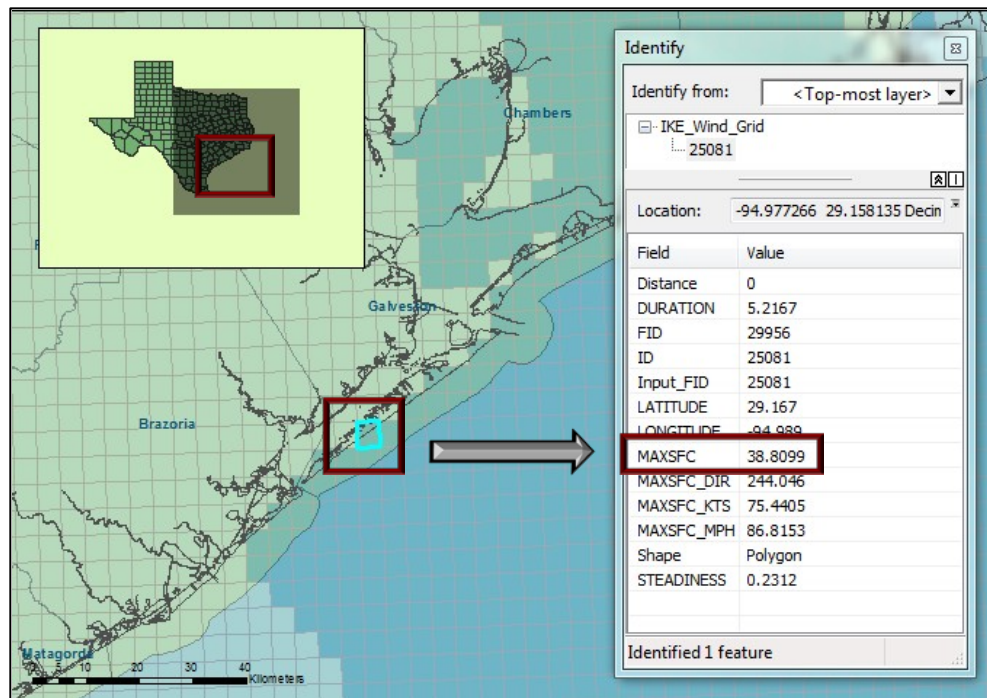 Chambers
Galveston
Brazoria
Matagorda
0 5 10 20 30 40
Kilometers
Identify
Identify from: <Top-most layer>
IKE_Wind_Grid
25081
Location: -94.977266 29.158135 Decin
Field Value
Distance 0
DURATION 5.2167
FID 29956
ID 25081
Input_FID 25081
LATITUDE 29.167
LONGITUDE -94.989
MAXSFC 38.8099
MAXSFC_DIR 244.046
MAXSFC_KTS 75.4405
MAXSFC_MPH 86.8153
Shape Polygon
STEADINESS 0.2312
Identified 1 feature